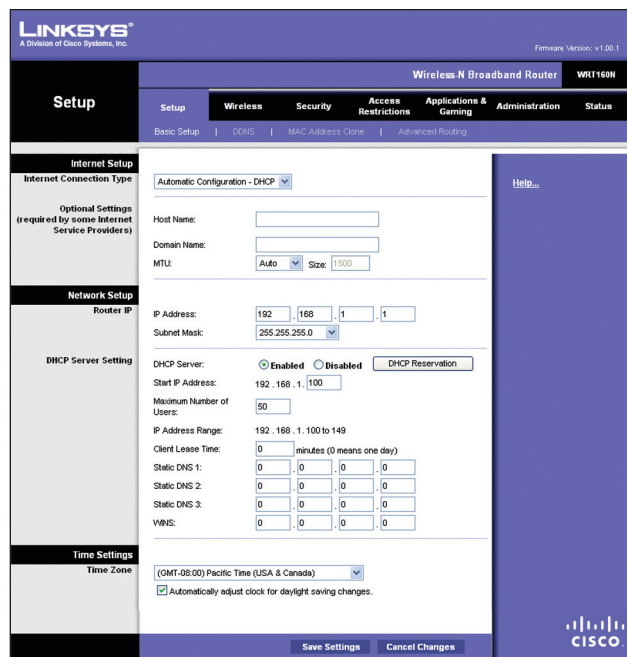 LINKSYS®
A Division of Cisco Systems, Inc.
Firmware Version: v1.00.1
Wireless-N Broadband Router WRT160N
Setup
Setup Wireless Security Access Restrictions Applications & Gaming Administration Status
Basic Setup | DDNS | MAC Address Clone | Advanced Routing
Internet Setup
Internet Connection Type
Automatic Configuration - DHCP
Help...
Optional Settings
(required by some Internet
Service Providers)
Host Name:
Domain Name:
MTU: Auto Size: 1500
Network Setup
Router IP
IP Address: 192 . 168 . 1 . 1
Subnet Mask: 255.255.255.0
DHCP Server Setting
DHCP Server: Enabled Disabled DHCP Reservation
Start IP Address: 192 . 168 . 1. 100
Maximum Number of
Users: 50
IP Address Range: 192 . 168 . 1. 100 to 149
Client Lease Time: 0 minutes (0 means one day)
Static DNS 1: 0 . 0 . 0 . 0
Static DNS 2: 0 . 0 . 0 . 0
Static DNS 3: 0 . 0 . 0 . 0
WINS: 0 . 0 . 0 . 0
Time Settings
Time Zone
(GMT-08:00) Pacific Time (USA & Canada)
Automatically adjust clock for daylight saving changes.
Save Settings Cancel Changes
CISCO.